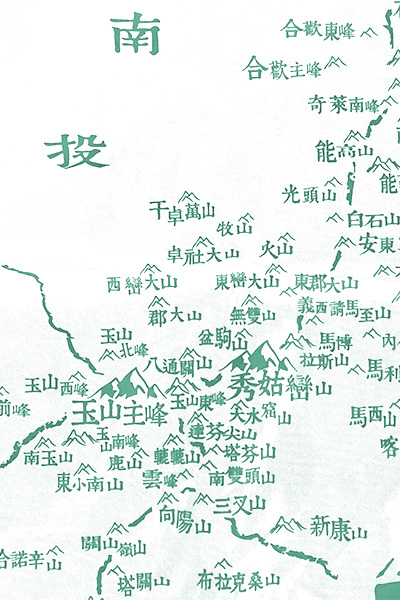 南
投
合歡東峰
合歡主峰
奇萊南峰
能高山
能
光頭山
白石山
安東
干卓萬山
牧山
卓社大山
火山
西巒大山
東巒大山
東郡大山
郡大山
無雙山
義西請馬至山
玉山北峰
盆駒山
馬博拉斯山
八通關山
秀姑巒山
馬利
玉山西峰
玉山主峰
玉山東峰
尖山
前峰
達芬尖山
馬西山
玉山南峰
塔芬山
喀
南玉山
鹿山
轆轆山
東小南山
雲峰
南雙頭山
三叉山
向陽山
新康山
關山嶺山
合諾辛山
塔關山
布拉克桑山